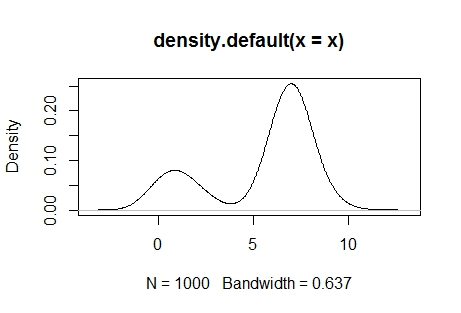 density.default(x = x)
Density
0.20
0.10
0.00
0 5 10
N = 1000 Bandwidth = 0.637